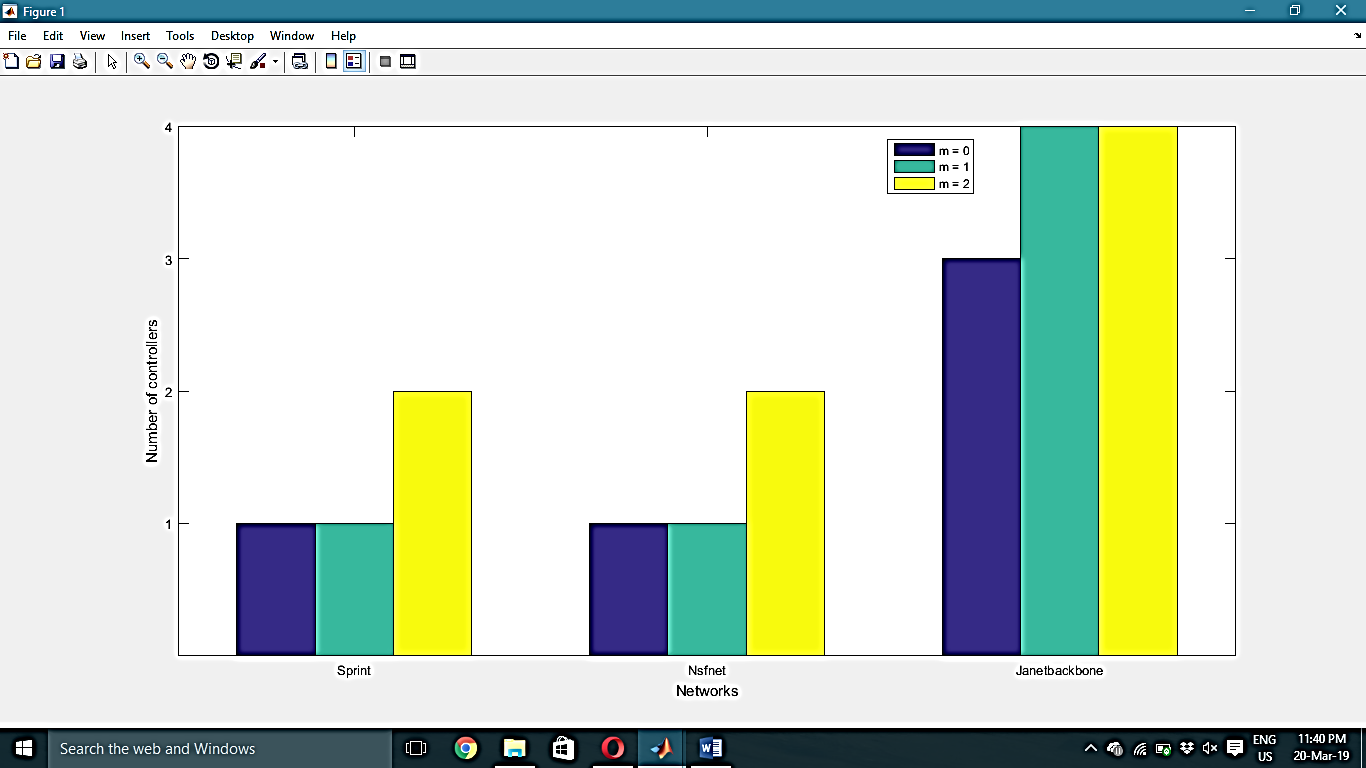 Figure 1
File Edit View Insert Tools Desktop Window Help
4
3
2
1
Number of controllers
m = 0
m = 1
m = 2
Sprint Nsfnet Janetbackbone
Networks
Search the web and Windows
ENG
US
11:40 PM
20-Mar-19